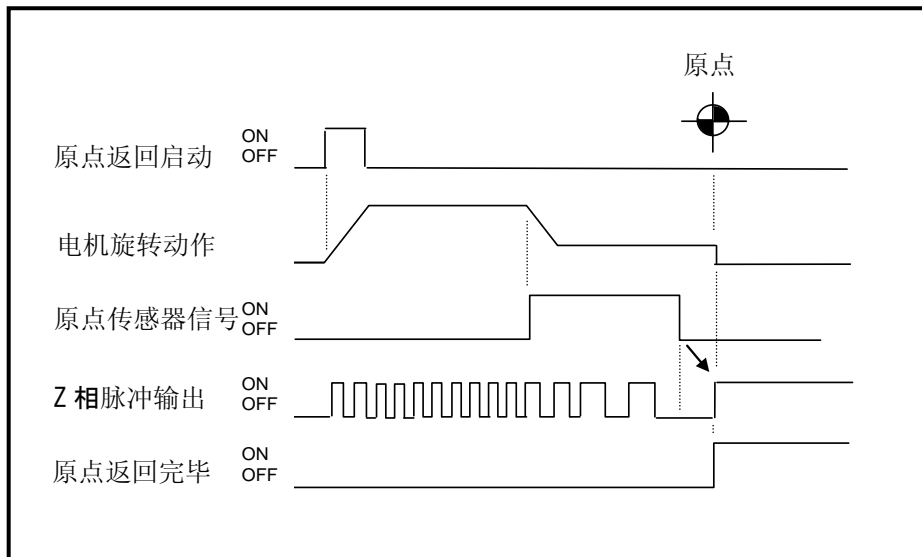 原点
原点返回启动 ON
OFF
电机旋转动作
原点传感器信号 ON
OFF
Z 相脉冲输出 ON
OFF
原点返回完毕 ON
OFF